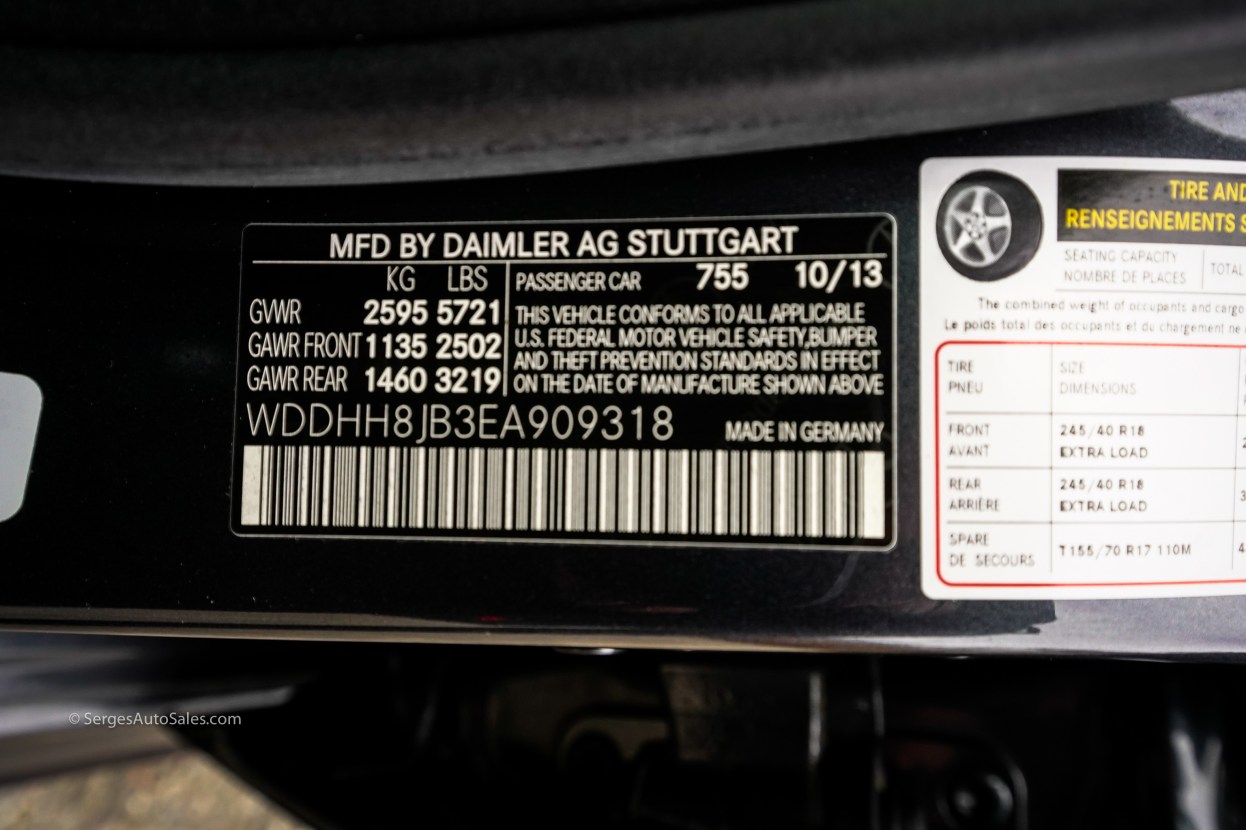 MFD BY DAIMLER AG STUTTGART
KG LBS
GVWR 2595 5721
GAWR FRONT 1135 2502
GAWR REAR 1460 3219
PASSENGER CAR 755 10/13
THIS VEHICLE CONFORMS TO ALL APPLICABLE
U.S. FEDERAL MOTOR VEHICLE SAFETY,BUMPER
AND THEFT PREVENTION STANDARDS IN EFFECT
ON THE DATE OF MANUFACTURE SHOWN ABOVE
WDDHH8JB3EA909318
MADE IN GERMANY
TIRE AND
RENSEIGNEMENTS
SEATING CAPACITY
NOMBRE DE PLACES
TOTAL
The combined weight of occupants and cargo
Le poids total des occupants et du chargement ne
TIRE SIZE
PNEU DIMENSIONS
FRONT 245/40 R18
AVANT EXTRA LOAD
REAR 245/40 R18
ARRIÈRE EXTRA LOAD
SPARE
DE SECOURS
T155/70 R17 110M
© SergesAutoSales.com